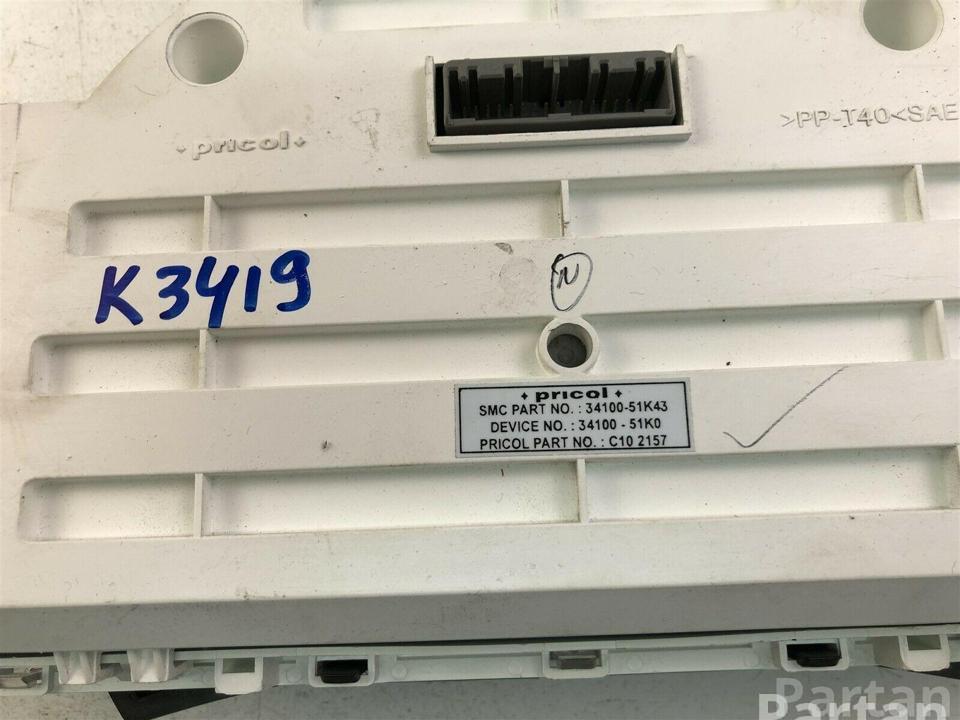 pricol
>PP-T40<SAE
K3419
N
pricol
SMC PART NO. : 34100-51K43
DEVICE NO. : 34100 - 51K0
PRICOL PART NO. : C10 2157
Partan
Partan